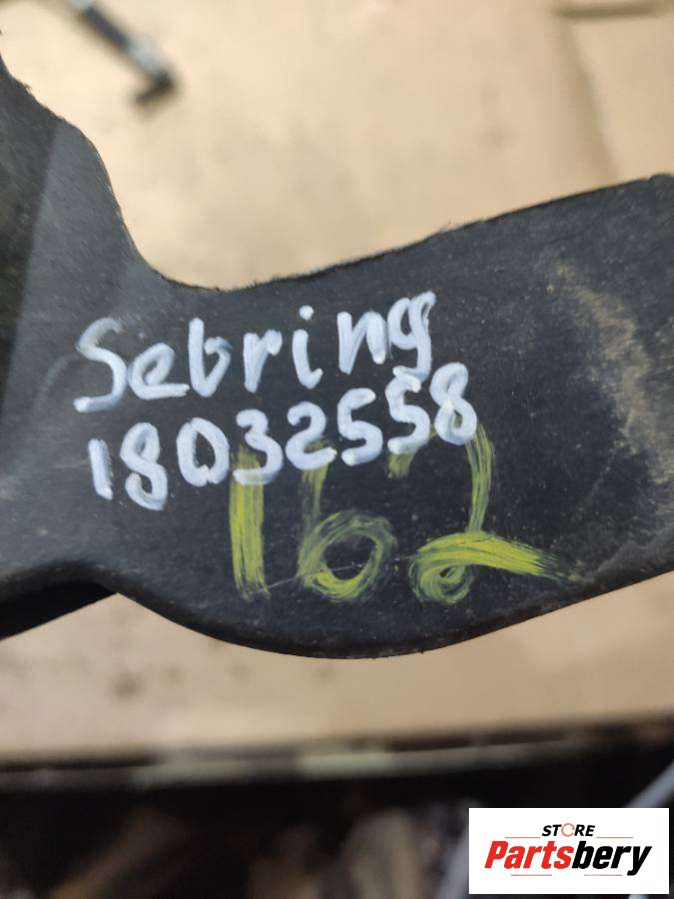 Sebring
18032558
162
STORE
Partsbery